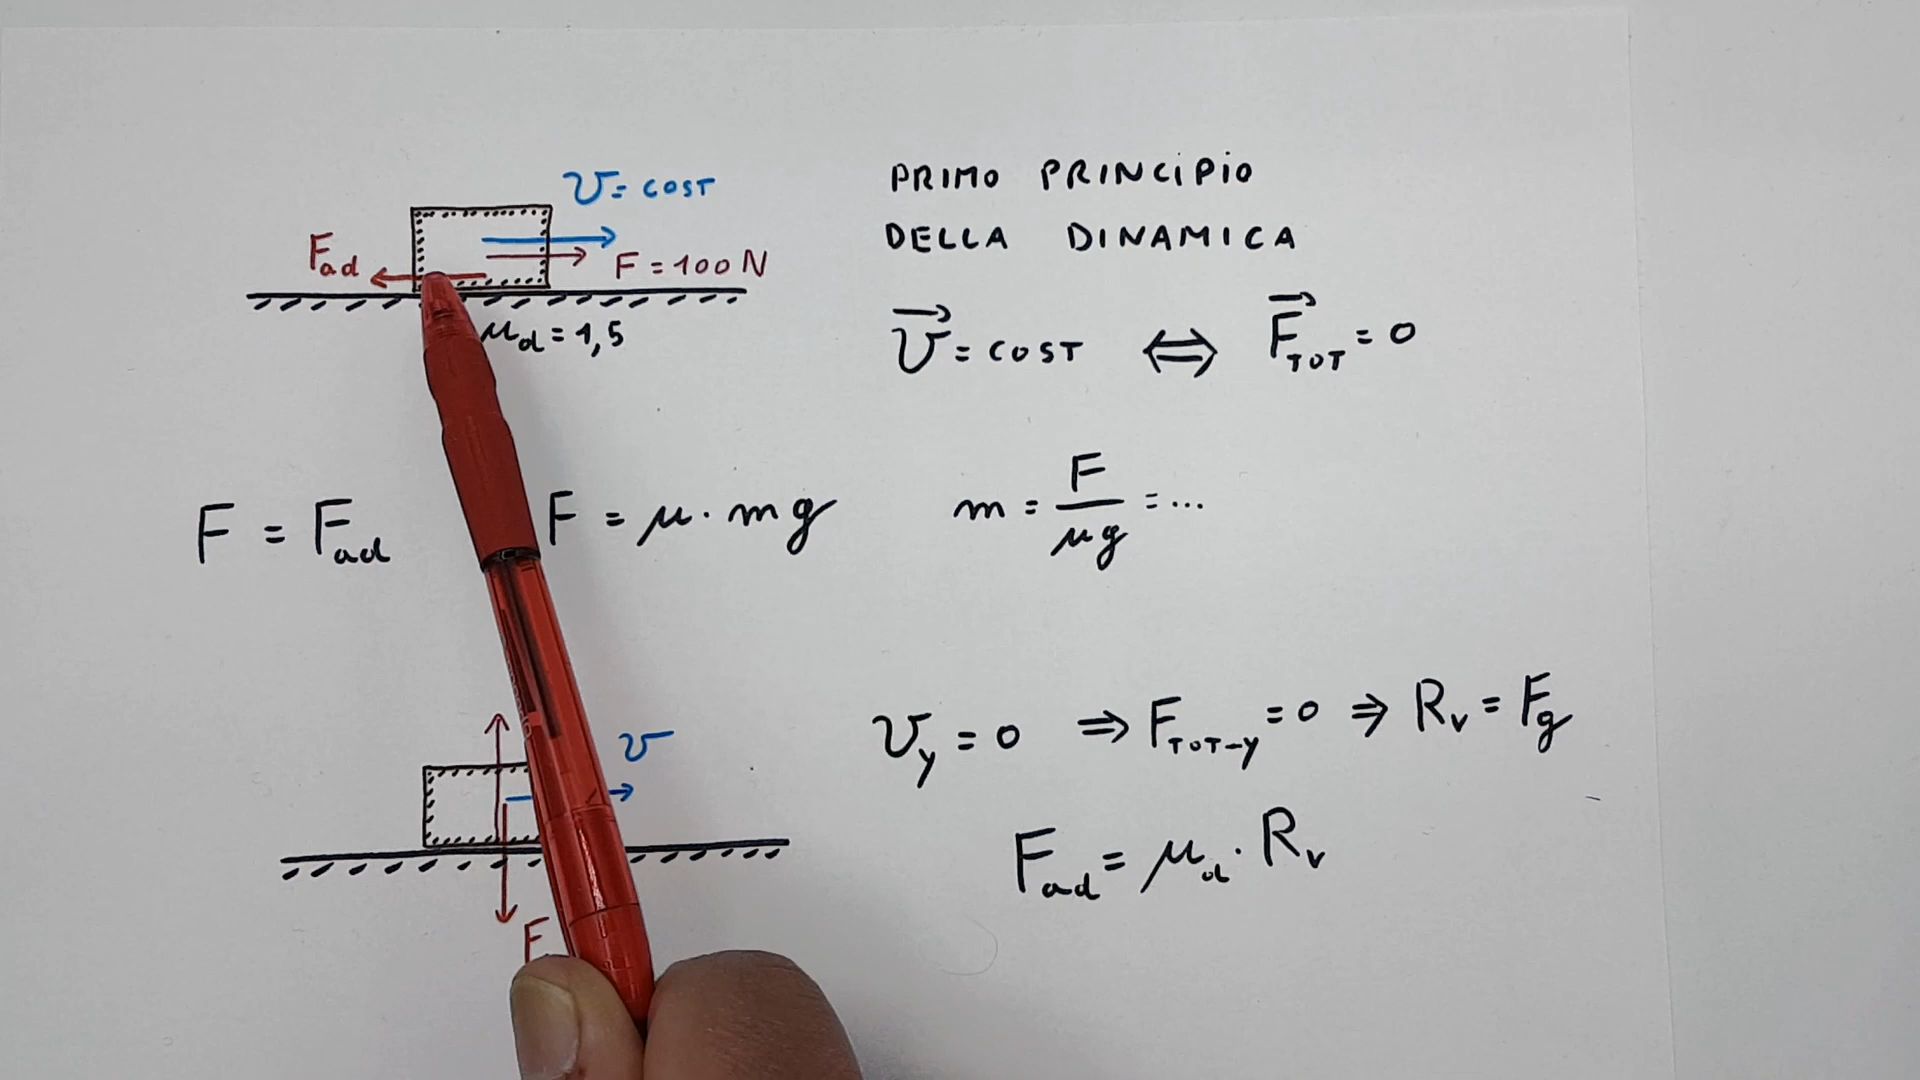 v = COST
F = 100 N
Fad
μd = 1,5
PRIMO PRINCIPIO
DELLA DINAMICA
v⃗ = COST ⇔ F⃗TOT = 0
F = Fad
F = μ · mg
m = F/μg = ...
v
F
vy = 0 ⇒ FTOT-y = 0 ⇒ Rv = Fg
Fad = μd · Rv